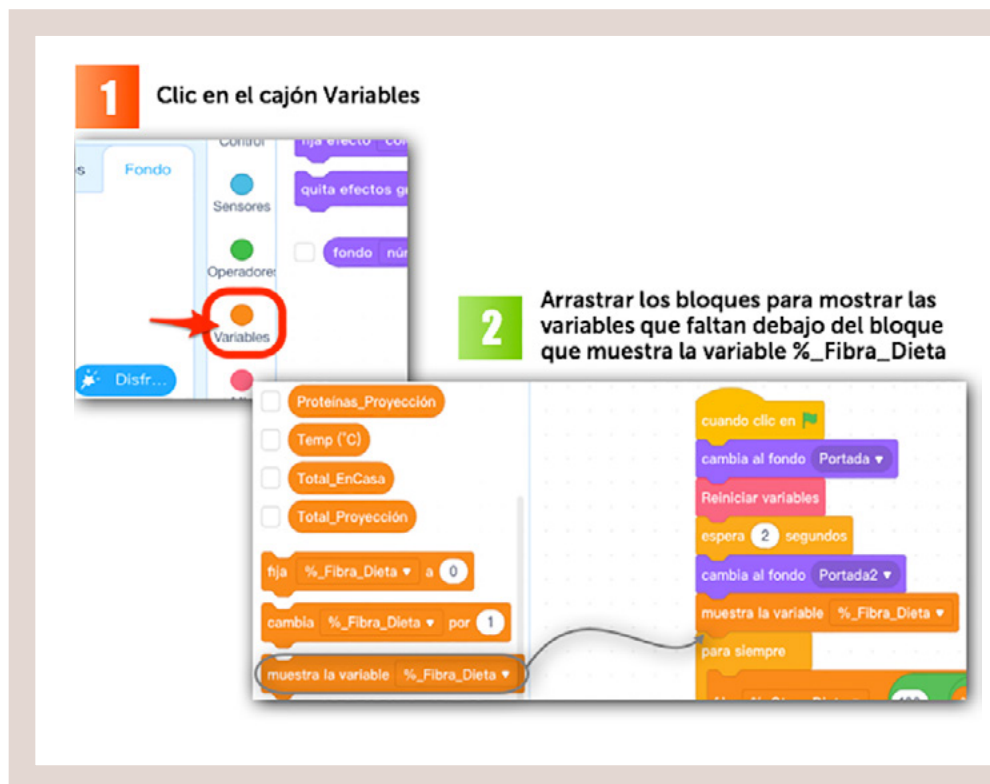 1
Clic en el cajón Variables
Control
fija efecto
s
Fondo
Sensores
quita efectos
Operadores
fondo
Variables
Disfr...
2
Arrastrar los bloques para mostrar las
variables que faltan debajo del bloque
que muestra la variable %_Fibra_Dieta
Proteínas_Proyección
Temp (°C)
Total_EnCasa
Total_Proyección
fija %_Fibra_Dieta a 0
cambia %_Fibra_Dieta por 1
muestra la variable %_Fibra_Dieta
cuando clic en
cambia al fondo Portada
Reiniciar variables
espera 2 segundos
cambia al fondo Portada2
muestra la variable %_Fibra_Dieta
para siempre